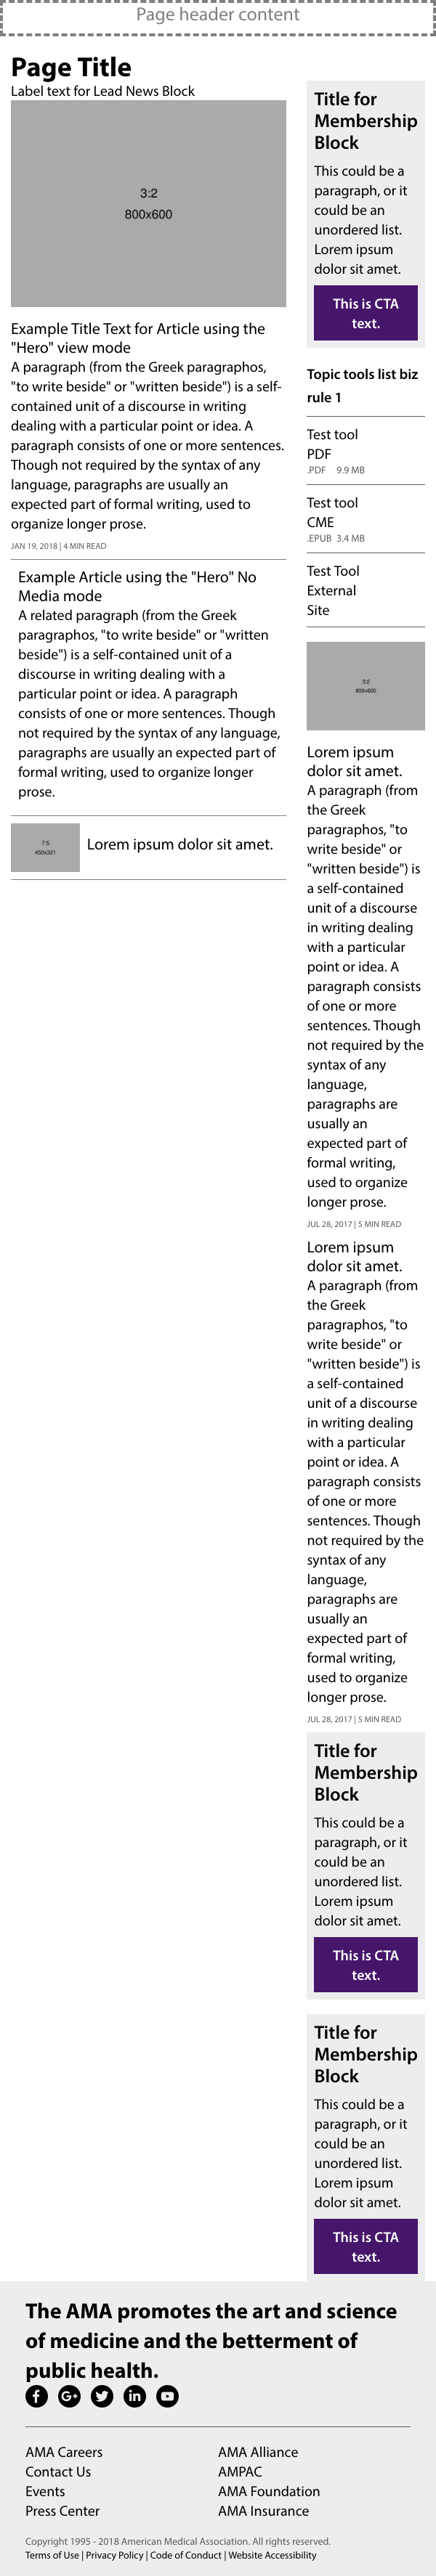 Page header content
Page Title
Label text for Lead News Block
3:2
800x600
Example Title Text for Article using the
"Hero" view mode
A paragraph (from the Greek paragraphos,
"to write beside" or "written beside") is a self-
contained unit of a discourse in writing
dealing with a particular point or idea. A
paragraph consists of one or more sentences.
Though not required by the syntax of any
language, paragraphs are usually an
expected part of formal writing, used to
organize longer prose.
JAN 19, 2018 | 4 MIN READ
Example Article using the "Hero" No
Media mode
A related paragraph (from the Greek
paragraphos, "to write beside" or "written
beside") is a self-contained unit of a
discourse in writing dealing with a
particular point or idea. A paragraph
consists of one or more sentences. Though
not required by the syntax of any language,
paragraphs are usually an expected part of
formal writing, used to organize longer
prose.
7:5
450x321
Lorem ipsum dolor sit amet.
Title for
Membership
Block
This could be a
paragraph, or it
could be an
unordered list.
Lorem ipsum
dolor sit amet.
This is CTA
text.
Topic tools list biz
rule 1
Test tool
PDF
.PDF 9.9 MB
Test tool
CME
.EPUB 3.4 MB
Test Tool
External
Site
3:2
800x600
Lorem ipsum
dolor sit amet.
A paragraph (from
the Greek
paragraphos, "to
write beside" or
"written beside") is
a self-contained
unit of a discourse
in writing dealing
with a particular
point or idea. A
paragraph consists
of one or more
sentences. Though
not required by the
syntax of any
language,
paragraphs are
usually an
expected part of
formal writing,
used to organize
longer prose.
JUL 28, 2017 | 5 MIN READ
Lorem ipsum
dolor sit amet.
A paragraph (from
the Greek
paragraphos, "to
write beside" or
"written beside") is
a self-contained
unit of a discourse
in writing dealing
with a particular
point or idea. A
paragraph consists
of one or more
sentences. Though
not required by the
syntax of any
language,
paragraphs are
usually an
expected part of
formal writing,
used to organize
longer prose.
JUL 28, 2017 | 5 MIN READ
Title for
Membership
Block
This could be a
paragraph, or it
could be an
unordered list.
Lorem ipsum
dolor sit amet.
This is CTA
text.
Title for
Membership
Block
This could be a
paragraph, or it
could be an
unordered list.
Lorem ipsum
dolor sit amet.
This is CTA
text.
The AMA promotes the art and science
of medicine and the betterment of
public health.
AMA Careers
Contact Us
Events
Press Center
AMA Alliance
AMPAC
AMA Foundation
AMA Insurance
Copyright 1995 - 2018 American Medical Association. All rights reserved.
Terms of Use | Privacy Policy | Code of Conduct | Website Accessibility